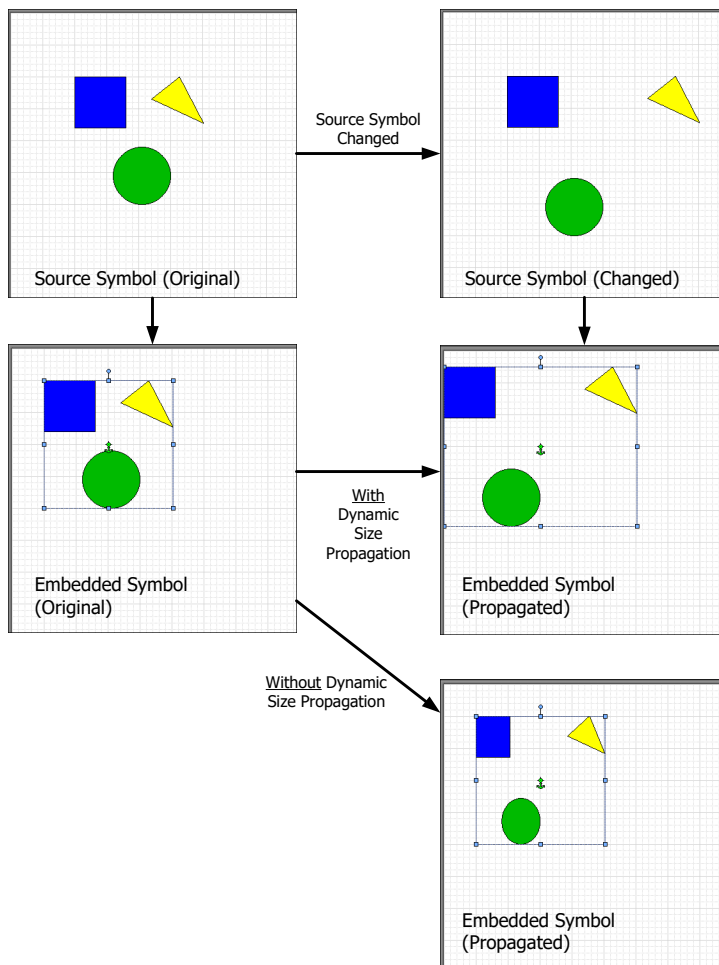 Source Symbol
Changed
Source Symbol (Original)
Source Symbol (Changed)
With
Dynamic
Size
Propagation
Embedded Symbol
(Original)
Embedded Symbol
(Propagated)
Without Dynamic
Size Propagation
Embedded Symbol
(Propagated)